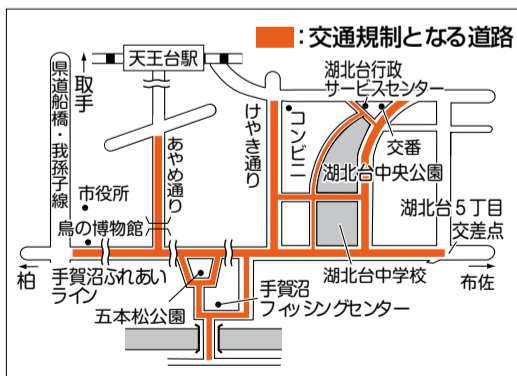 ：交通規制となる道路
天王台駅
取手
県道船橋・我孫子線
湖北台行政
サービスセンター
交番
コンビニ
けやき通り
あやめ通り
湖北台中央公園
市役所
鳥の博物館
湖北台５丁目
交差点
柏
手賀沼ふれあい
ライン
湖北台中学校
布佐
五本松公園
手賀沼
フィッシングセンター